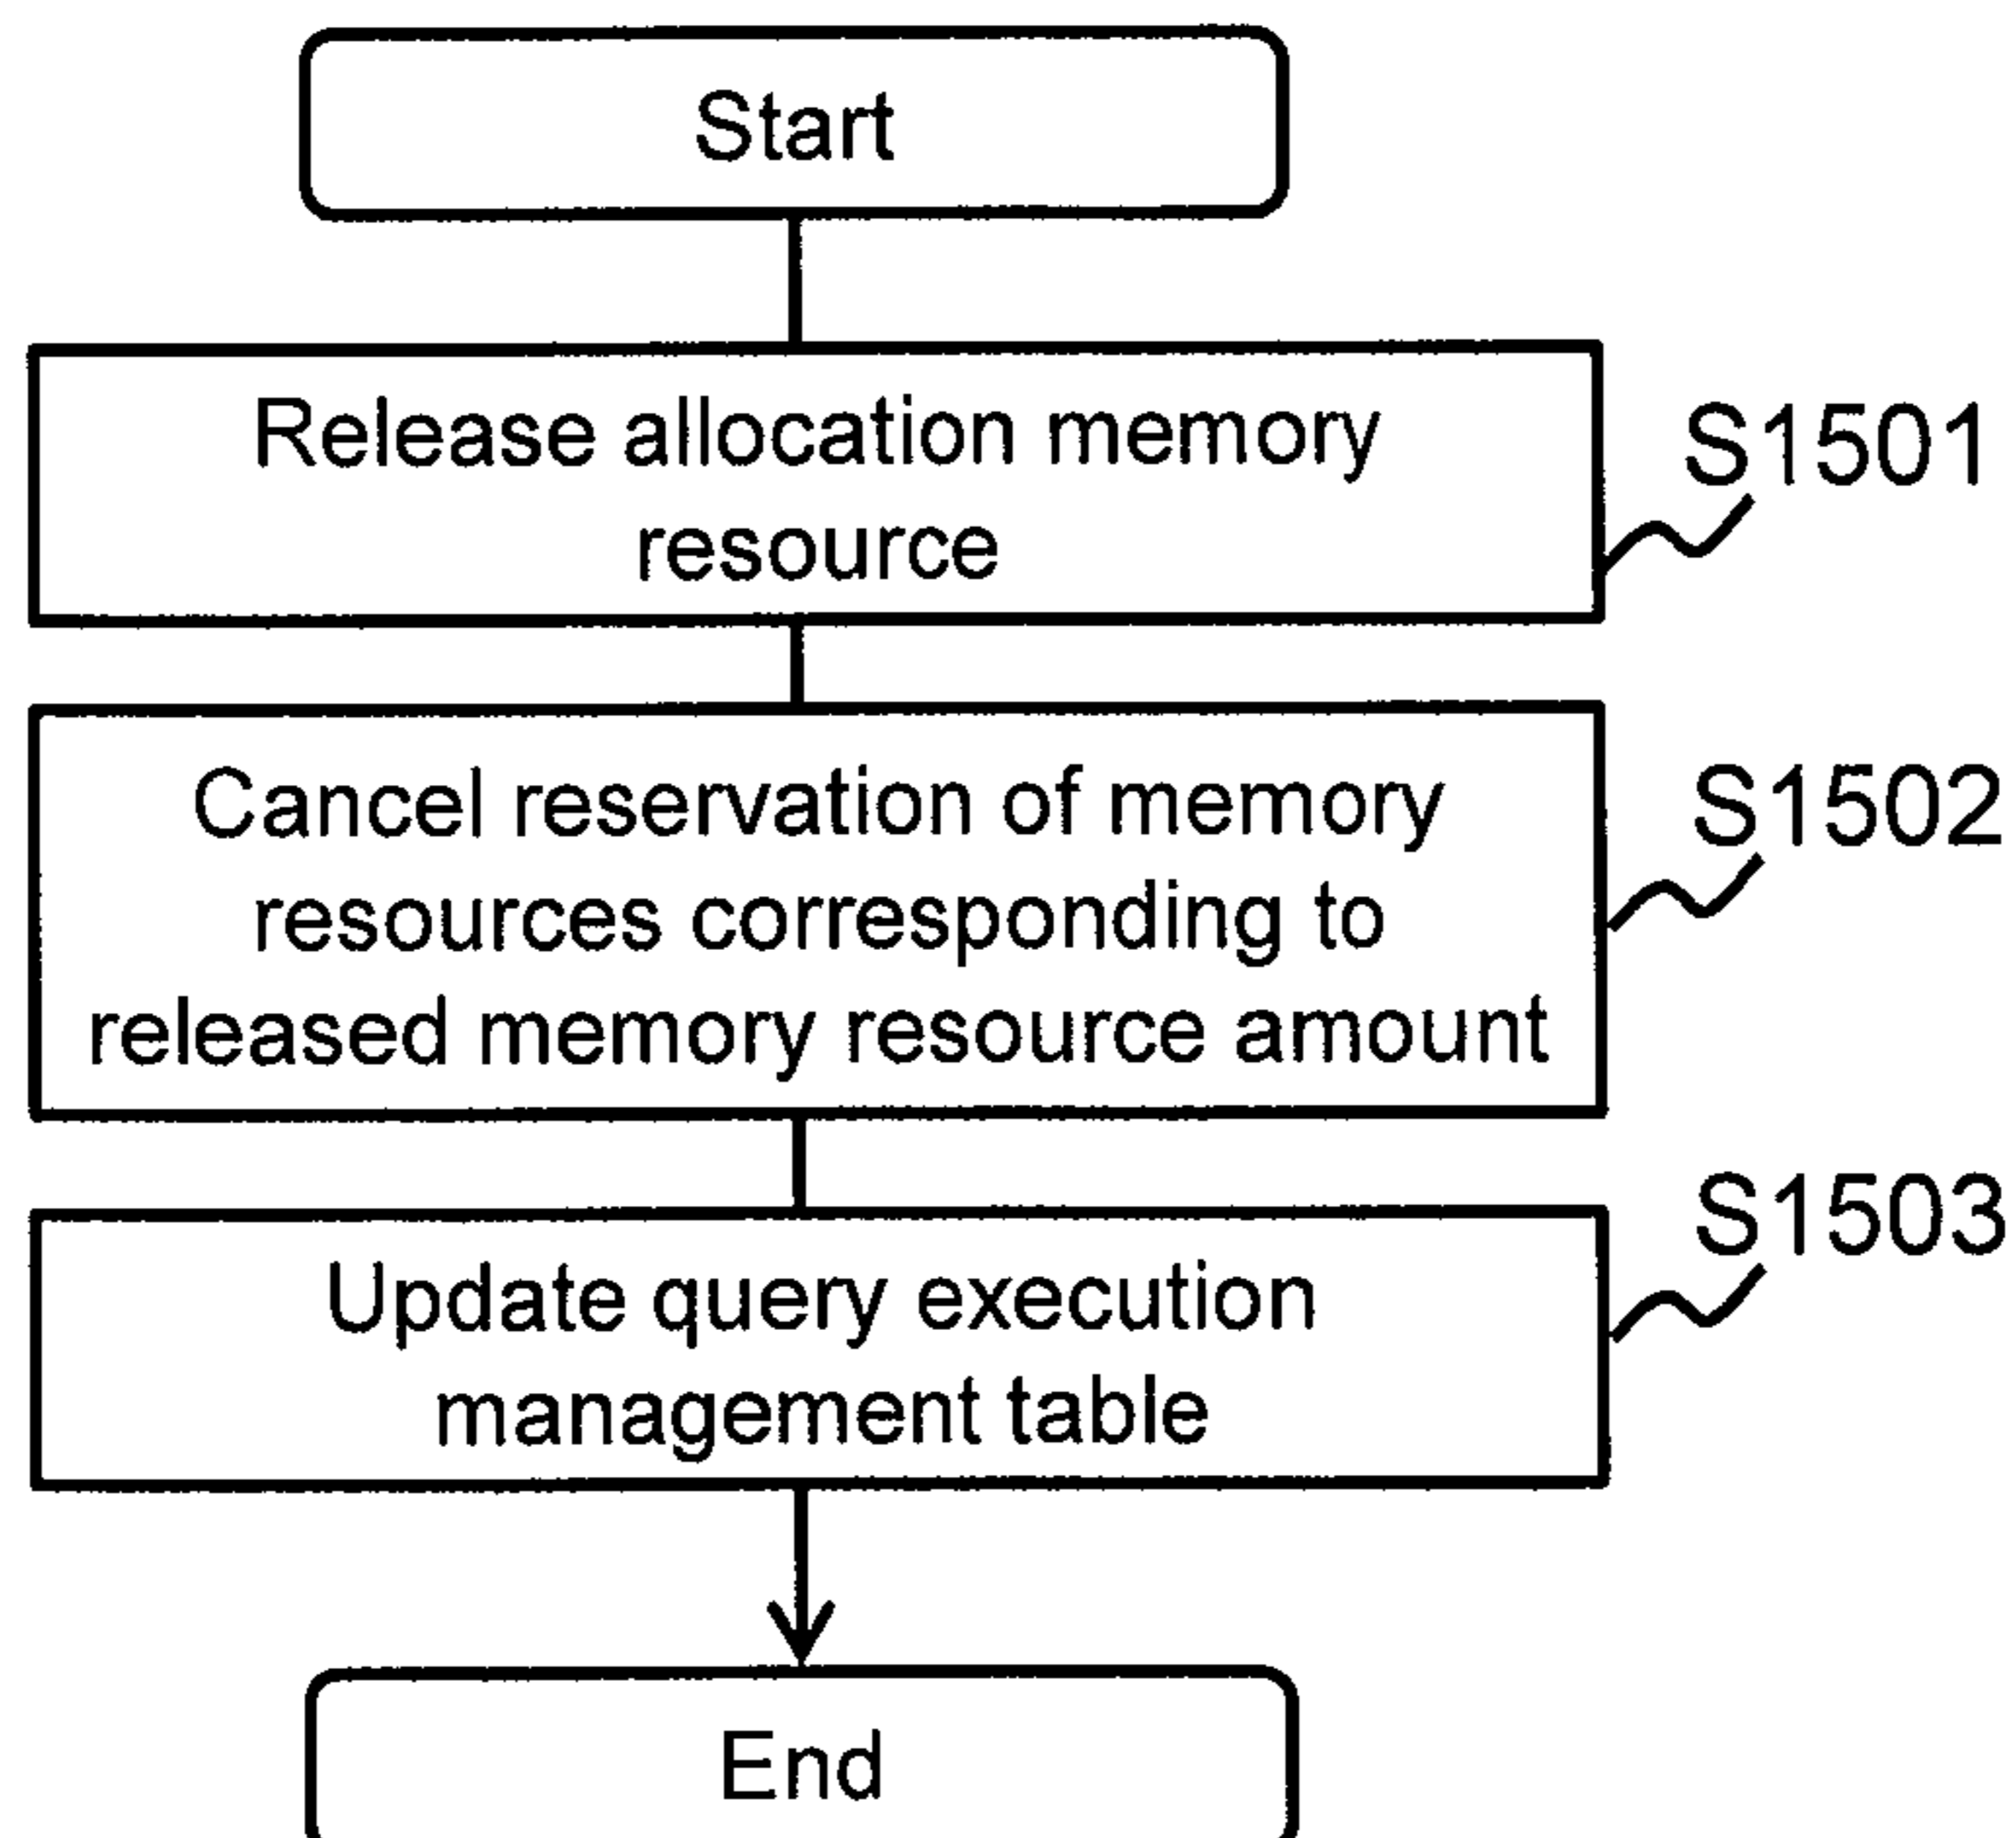 Start
Release allocation memory
resource
S1501
Cancel reservation of memory
resources corresponding to
released memory resource amount
S1502
Update query execution
management table
S1503
End